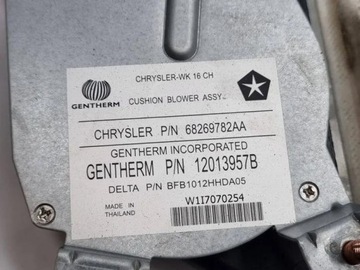 CHRYSLER-WK 16 CH
GENTHERM
CUSHION BLOWER ASSY.
CHRYSLER P/N 68269782AA
GENTHERM INCORPORATED
GENTHERM P/N 12013957B
DELTA P/N BFB1012HHDA05
MADE IN
THAILAND
W1I7070254